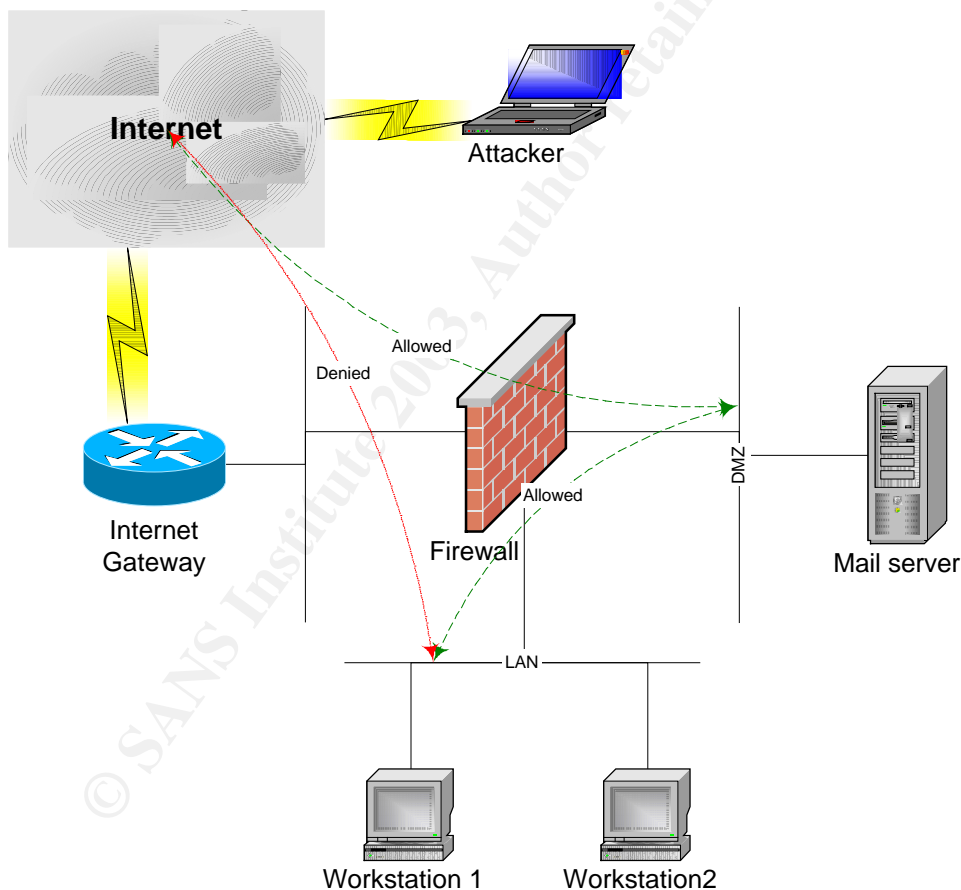 Internet
Attacker
Allowed
Denied
DMZ
Allowed
Internet
Gateway
Firewall
Mail server
LAN
Workstation 1
Workstation2
© SANS Institute 2003, Author retain